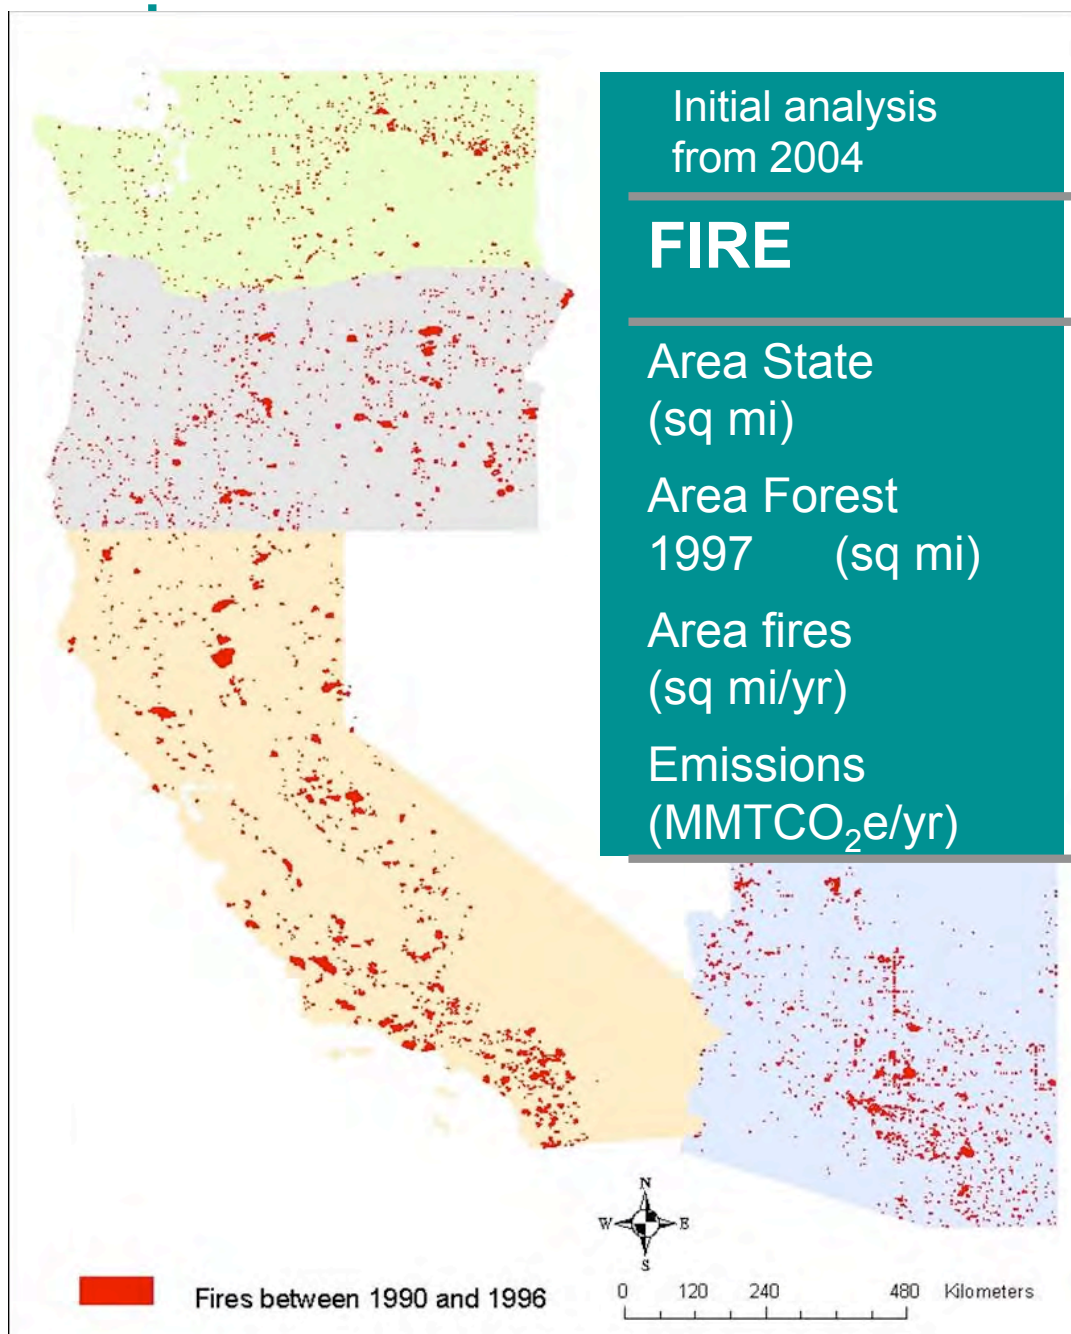 Initial analysis
from 2004
FIRE
Area State
(sq mi)
Area Forest
1997 (sq mi)
Area fires
(sq mi/yr)
Emissions
(MMTCO₂e/yr)
N
W E
S
Fires between 1990 and 1996
0 120 240 480 Kilometers